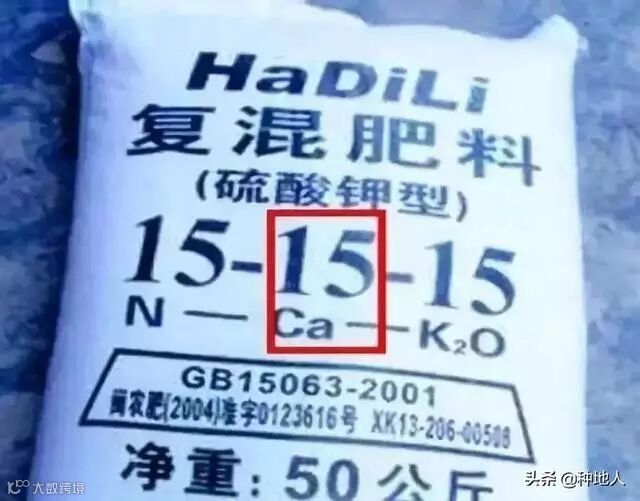 HaDiLi
复混肥料
(硫酸钾型)
15-15-15
N—Ca—K₂O
GB15063-2001
闽农肥(2004)准字0123616号 XK13-206-00508
净重:50公斤
头条 @种地人
100℃ 大数跨境